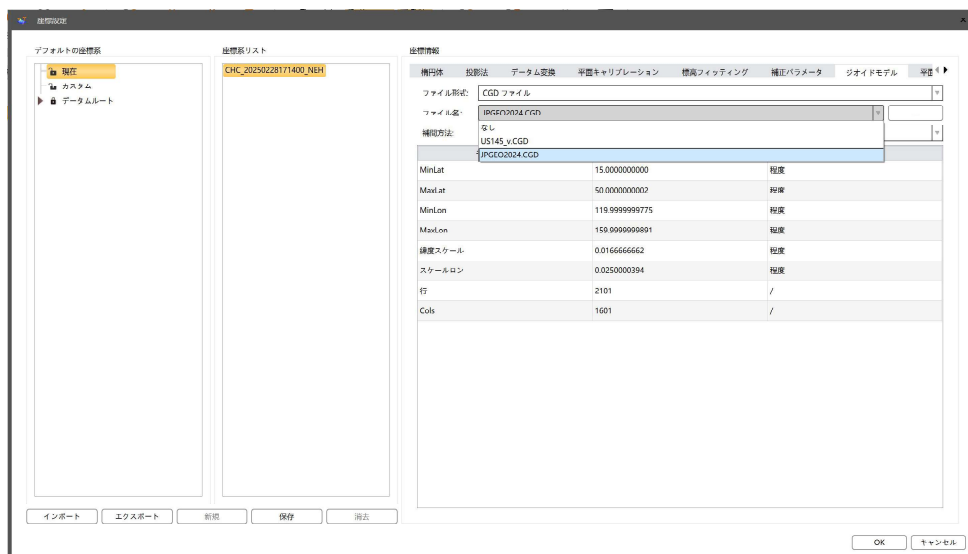 座標設定
デフォルトの座標系
現在
カスタム
データムルート
座標系リスト
CHC_20250228171400_NEH
座標情報
楕円体 投影法 データム変換 平面キャリブレーション 標高フィッティング 補正パラメータ ジオイドモデル
ファイル形式: CGD ファイル
ファイル名: JPGEO2024.CGD
補間方法:
なし
US145_v.CGD
JPGEO2024.CGD
MinLat 15.0000000000 程度
MaxLat 50.0000000002 程度
MinLon 119.9999999775 程度
MaxLon 159.9999999891 程度
緯度スケール 0.0166666662 程度
スケールロン 0.0250000394 程度
行 2101 /
Cols 1601 /
インポート エクスポート 新規 保存 消去
OK キャンセル